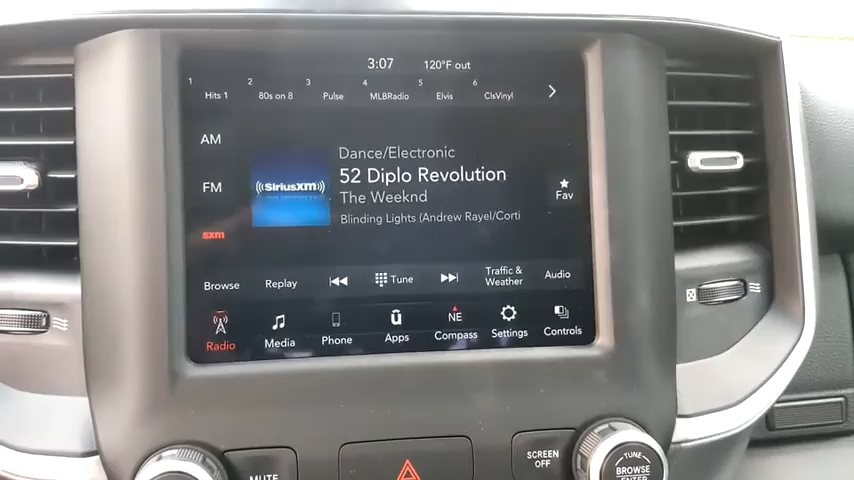 3:07 120°F out
1 2 3 4 5 6
Hits 1 80s on 8 Pulse MLBRadio Elvis ClsVinyl
AM
Dance/Electronic
52 Diplo Revolution
((SiriusXM))
FM
The Weeknd
Fav
Blinding Lights (Andrew Rayel/Corti
sxm
Browse Replay Tune Traffic &
Weather Audio
NE
Radio Media Phone Apps Compass Settings Controls
MUTE
SCREEN
OFF
TUNE
BROWSE
ENTER